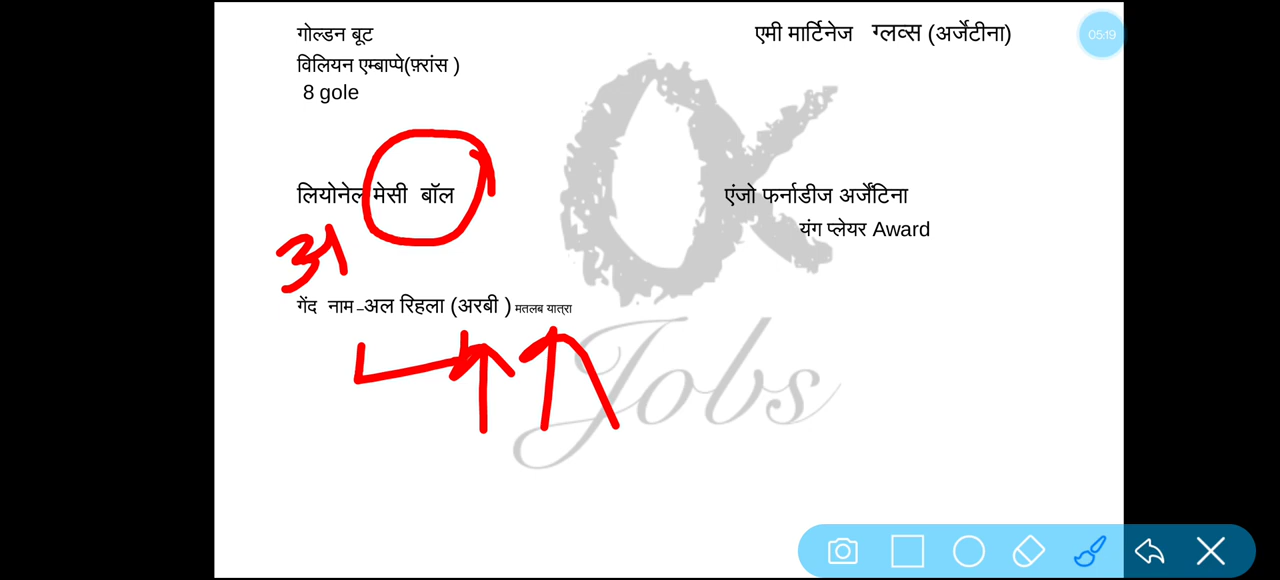 गोल्डन बूट
विलियन एम्बाप्पे(फ़्रांस )
8 gole
एमी मार्टिनेज ग्लव्स (अर्जेटीना)
05:19
लियोनेल मेसी बॉल
एंजो फर्नाडीज अर्जेंटिना
यंग प्लेयर Award
अ
गेंद नाम –अल रिहला (अरबी ) मतलब यात्रा
Jobs